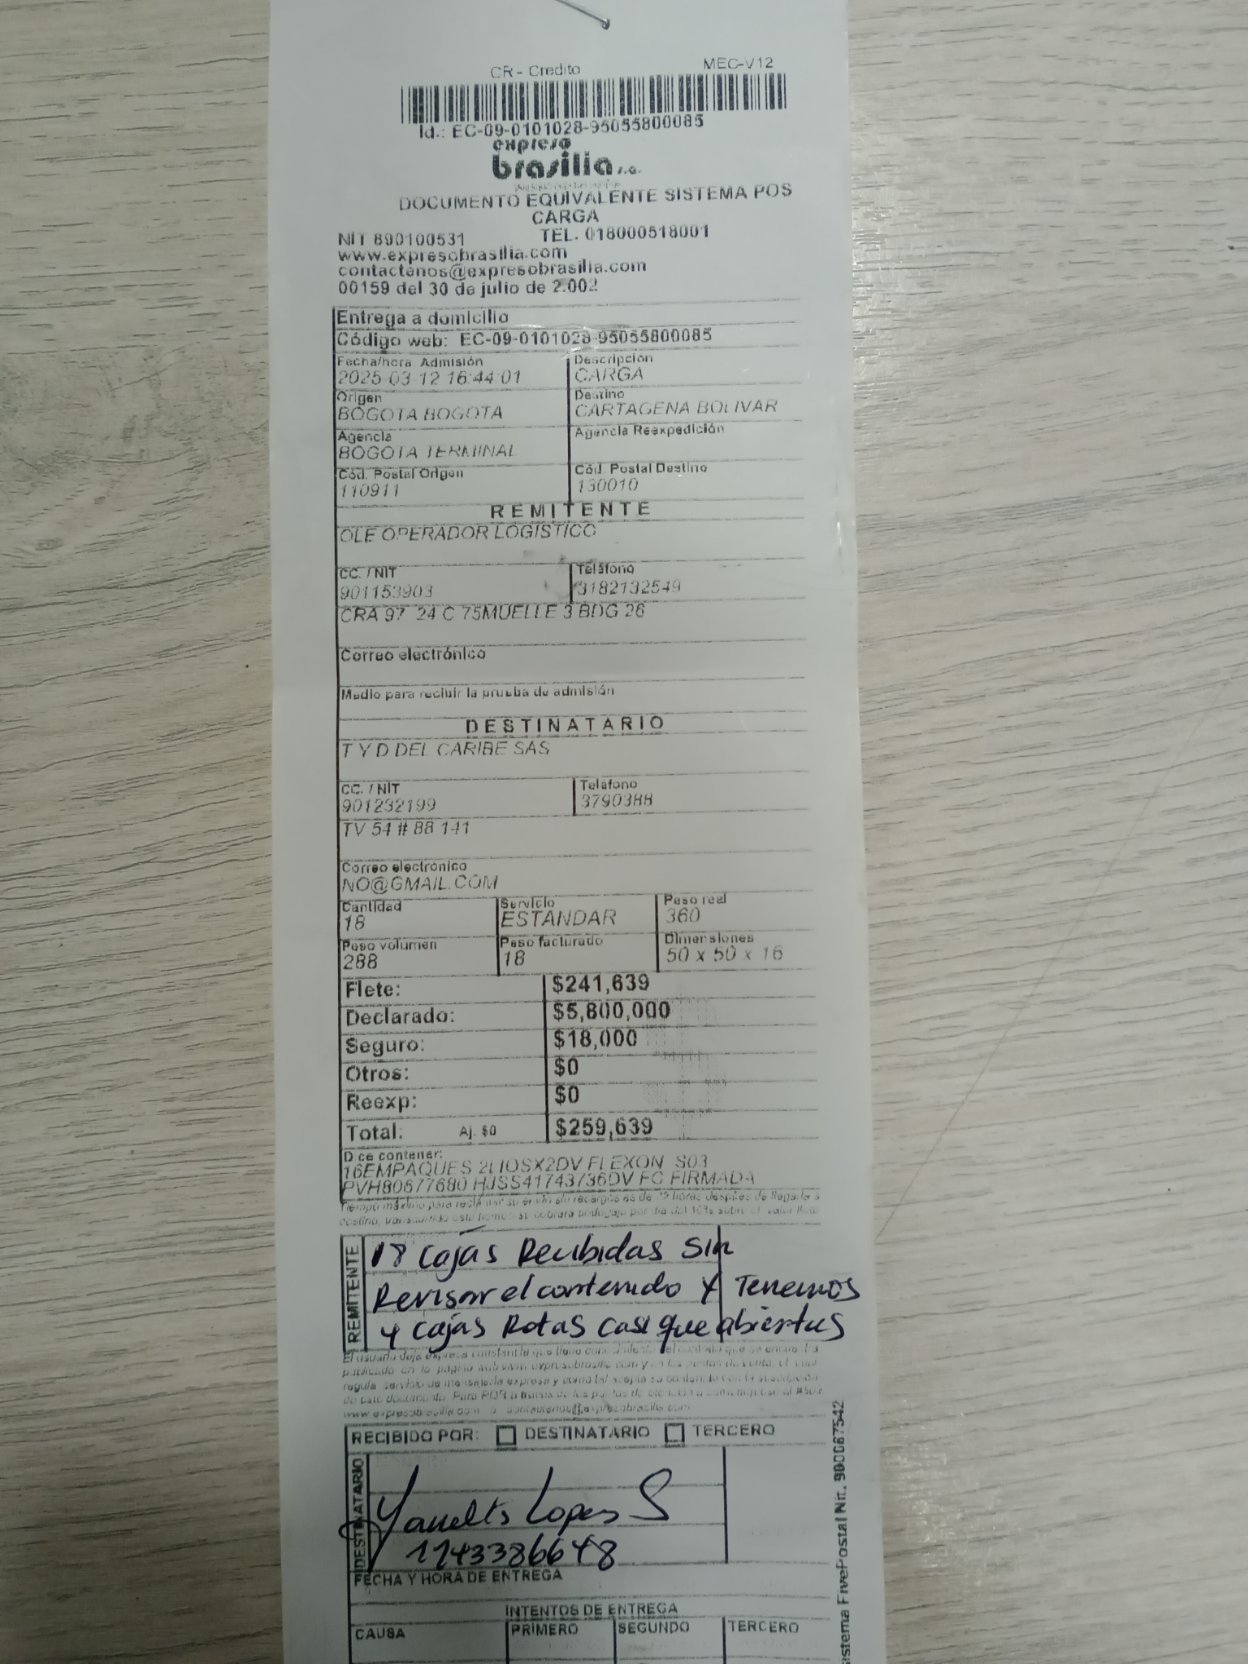 CR- Credito MEC-V12
Id.: EC-09-0101028-95055800085
expreso
brasilia s.a.
DOCUMENTO EQUIVALENTE SISTEMA POS
CARGA
NIT 890100531 TEL. 018000518001
www.expresobrasilia.com
contactenos@expresobrasilia.com
00159 del 30 de julio de 2.002
Entrega a domicilio
Código web: EC-09-0101028-95055800085
Fecha/hora Admisión Descripción
2025-03-12 16:44:01 CARGA
Origen Destino
BOGOTA BOGOTA CARTAGENA BOLIVAR
Agencia Agencia Reexpedición
BOGOTA TERMINAL
Cód. Postal Origen Cód. Postal Destino
110911 130010
REMITENTE
OLE OPERADOR LOGISTICO
CC. / NIT Teléfono
901153903 3182132549
CRA 97 24 C 75MUELLE 3 BDG 26
Correo electrónico
Medio para recibir la prueba de admisión
DESTINATARIO
T Y D DEL CARIBE SAS
CC. / NIT Teléfono
901232199 3790388
TV 54 # 88 141
Correo electrónico
NO@GMAIL.COM
Cantidad Servicio Peso real
18 ESTANDAR 360
Peso volumen Peso facturado Dimensiones
288 18 50 x 50 x 16
Flete: $241,639
Declarado: $5,800,000
Seguro: $18,000
Otros: $0
Reexp: $0
Total: Aj. $0 $259,639
Dice contener:
16EMPAQUES 2LIOSX2DV FLEXON S03
PVH80677680 HJSS41743736DV FC FIRMADA
REMITENTE
18 Cajas Recibidas Sin
Revisar el contenido Y Tenemos
4 cajas Rotas casi que abiertas
RECIBIDO POR: DESTINATARIO TERCERO
DESTINATARIO
Lopes S
1143386648
FECHA Y HORA DE ENTREGA
INTENTOS DE ENTREGA
CAUSA PRIMERO SEGUNDO TERCERO
istema FivePostal Nit. 900087542